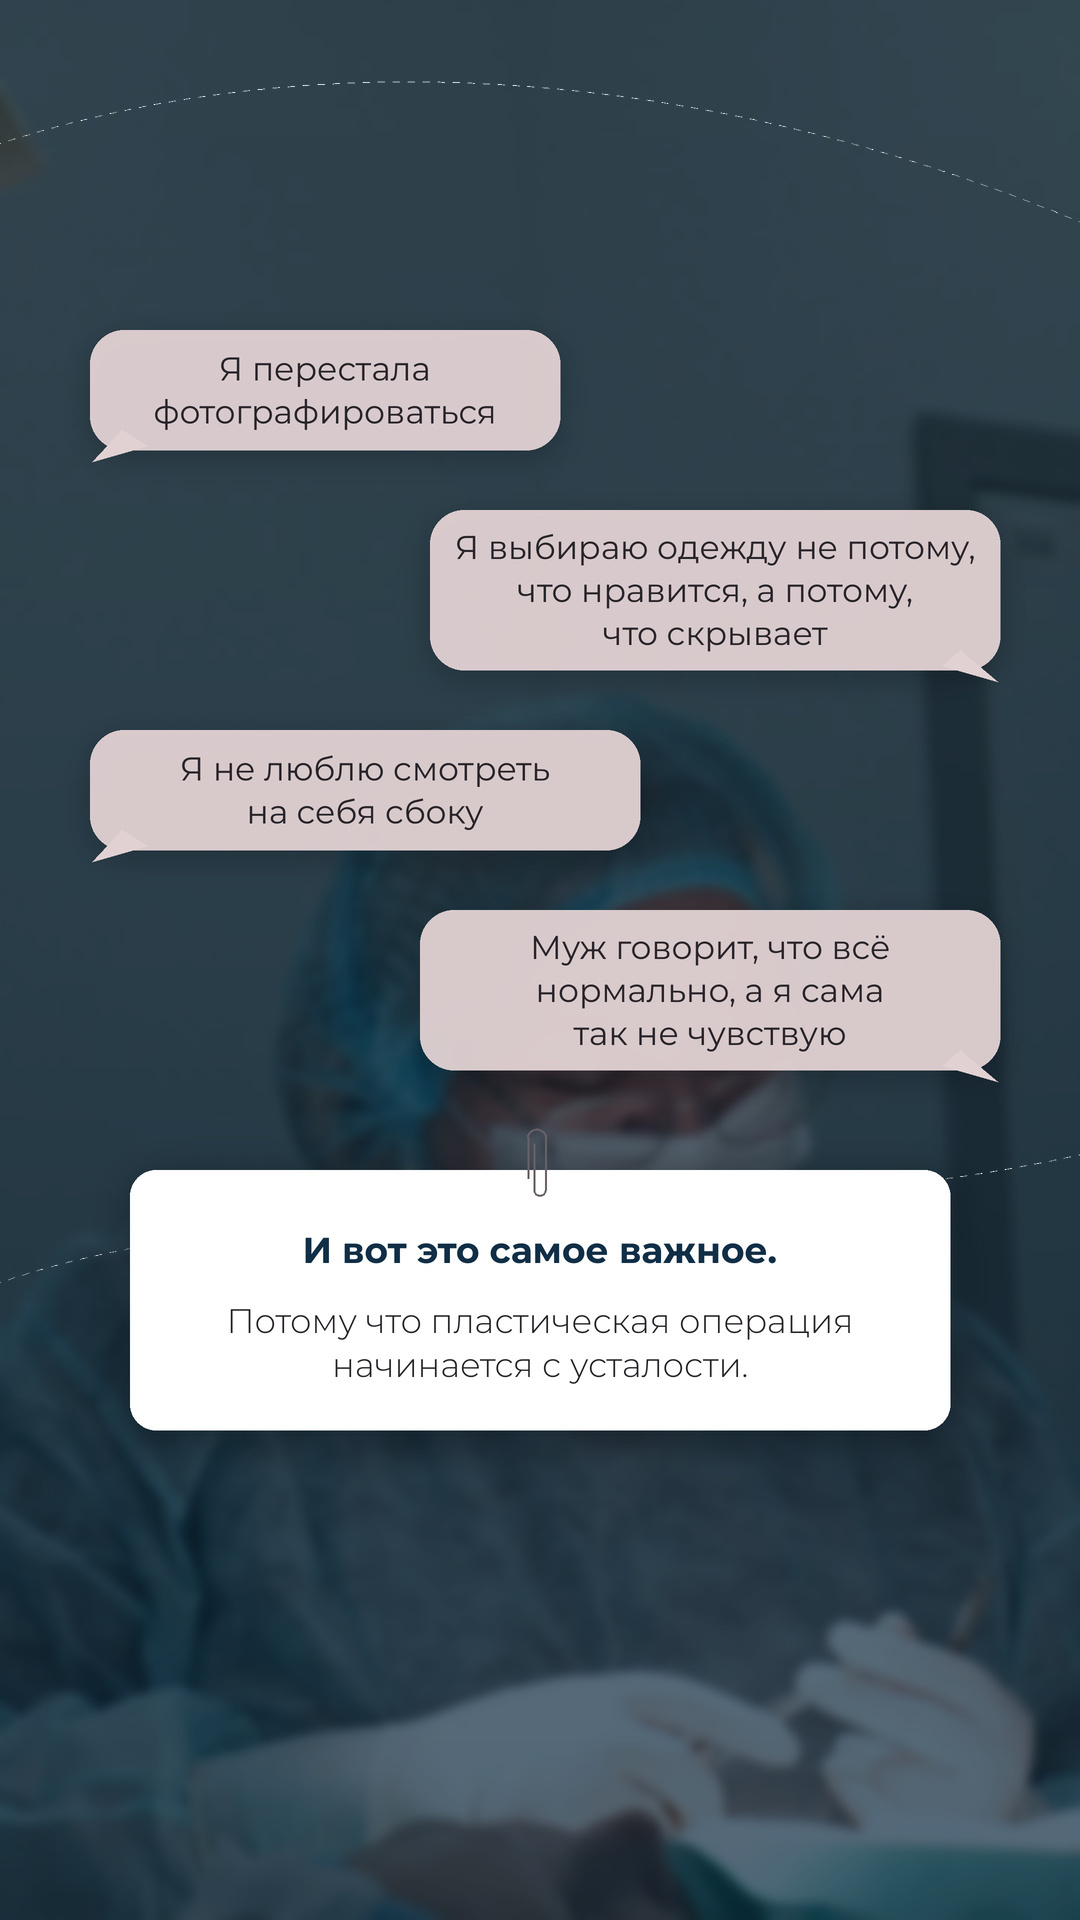 Я перестала
фотографироваться
Я выбираю одежду не потому,
что нравится, а потому,
что скрывает
Я не люблю смотреть
на себя сбоку
Муж говорит, что всё
нормально, а я сама
так не чувствую
И вот это самое важное.
Потому что пластическая операция
начинается с усталости.